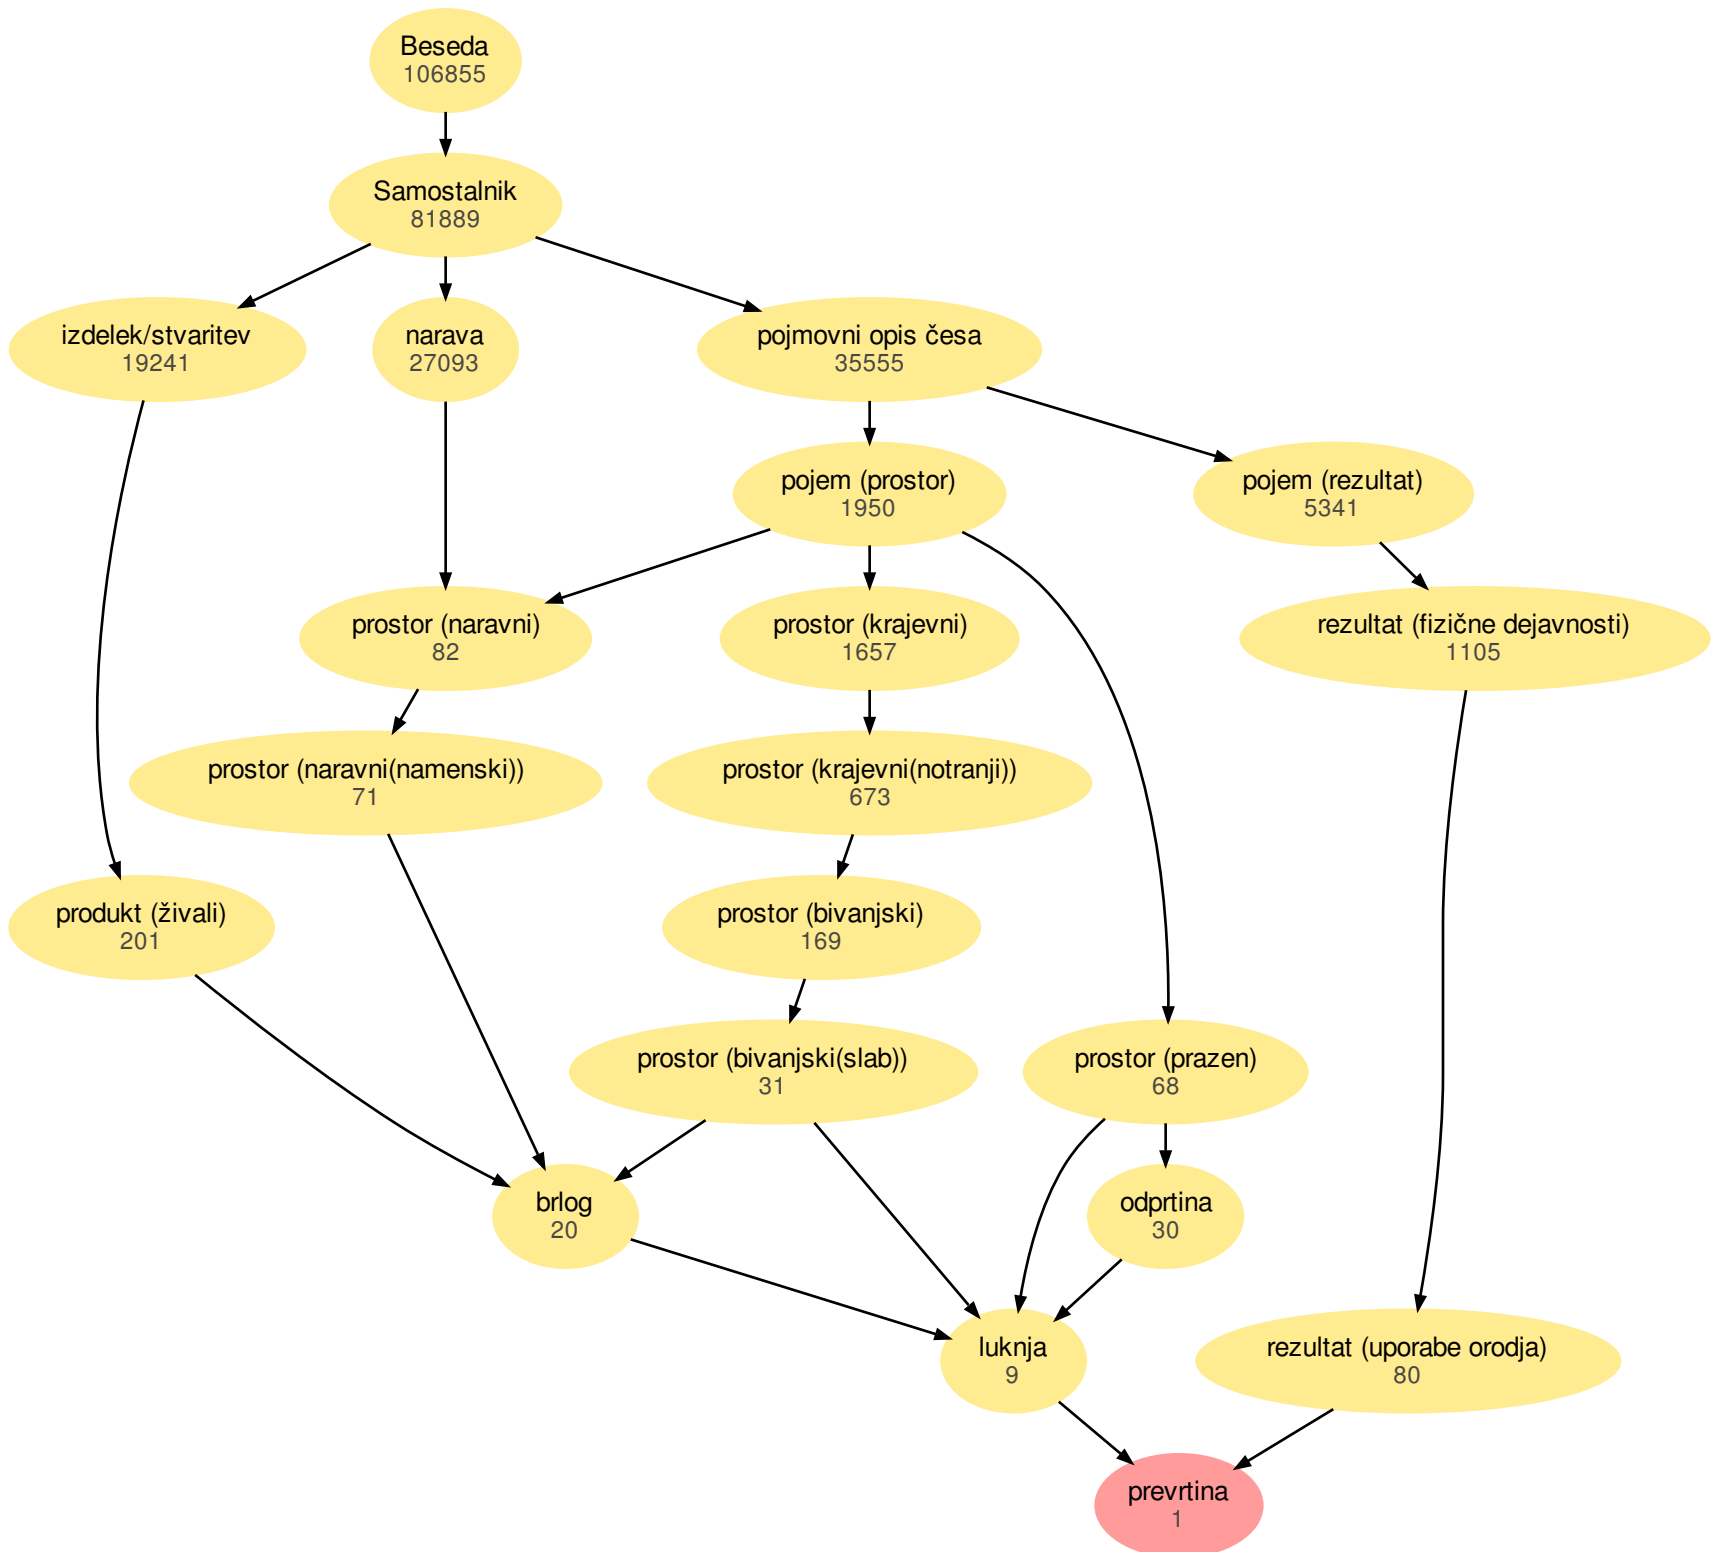 Beseda
106855
Samostalnik
81889
izdelek/stvaritev
19241
narava
27093
pojmovni opis česa
35555
pojem (prostor)
1950
pojem (rezultat)
5341
prostor (naravni)
82
prostor (krajevni)
1657
rezultat (fizične dejavnosti)
1105
prostor (naravni(namenski))
71
prostor (krajevni(notranji))
673
produkt (živali)
201
prostor (bivanjski)
169
prostor (bivanjski(slab))
31
prostor (prazen)
68
brlog
20
odprtina
30
luknja
9
rezultat (uporabe orodja)
80
prevrtina
1